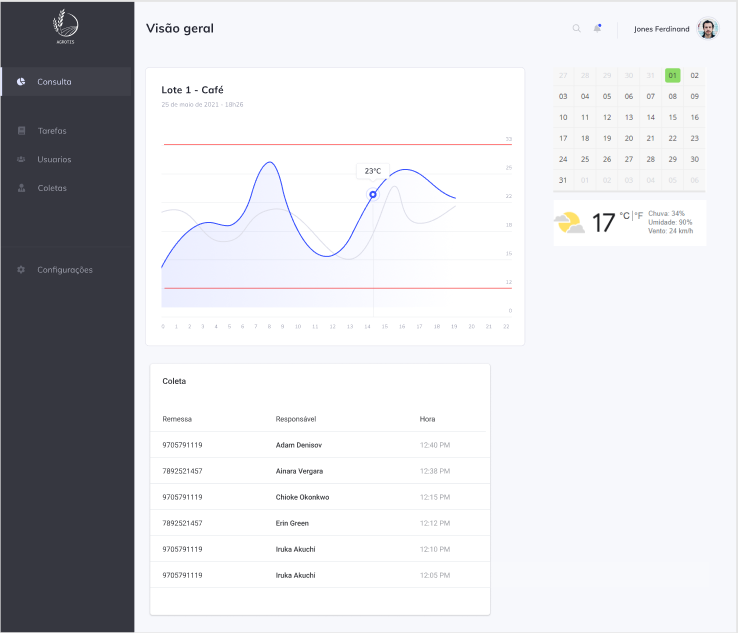 AGROTIS
Consulta
Tarefas
Usuarios
Coletas
Configurações
Visão geral
Jones Ferdinand
Lote 1 - Café
25 de maio de 2021 - 18h26
33
23°C
22
18
12
0
0 1 2 3 4 5 6 7 8 9 10 11 12 13 14 15 16 17 18 19 20 21 22
27 28 29 30 31 01 02
03 04 05 06 07 08 09
10 11 12 13 14 15 16
17 18 19 20 21 22 23
24 25 26 27 28 29 30
31 01 02 03 04 05 06
17 °C | °F
Chuva: 34%
Umidade: 90%
Vento: 24 km/h
Coleta
Remessa Responsável Hora
9705791119 Adam Denisov 12:40 PM
7892521457 Ainara Vergara 12:38 PM
9705791119 Chioke Okonkwo 12:15 PM
7892521457 Erin Green 12:12 PM
9705791119 Iruka Akuchi 12:10 PM
9705791119 Iruka Akuchi 12:05 PM